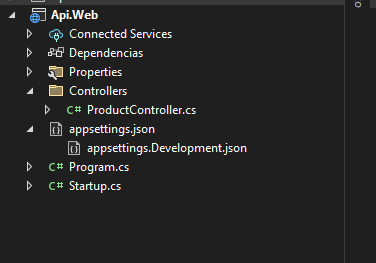 Api.Web
Connected Services
Dependencias
Properties
Controllers
C# ProductController.cs
appsettings.json
appsettings.Development.json
C# Program.cs
C# Startup.cs